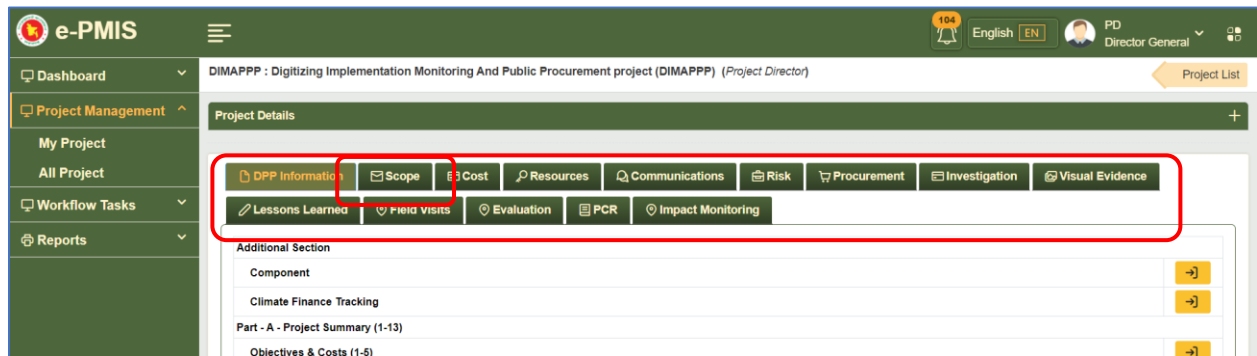 e-PMIS
104
English EN
PD
Director General
Dashboard
DIMAPPP : Digitizing Implementation Monitoring And Public Procurement project (DIMAPPP) (Project Director)
Project List
Project Management
Project Details
My Project
All Project
DPP Information
Scope
Cost
Resources
Communications
Risk
Procurement
Investigation
Visual Evidence
Workflow Tasks
Lessons Learned
Field Visits
Evaluation
PCR
Impact Monitoring
Reports
Additional Section
Component
Climate Finance Tracking
Part - A - Project Summary (1-13)
Objectives & Costs (1-5)